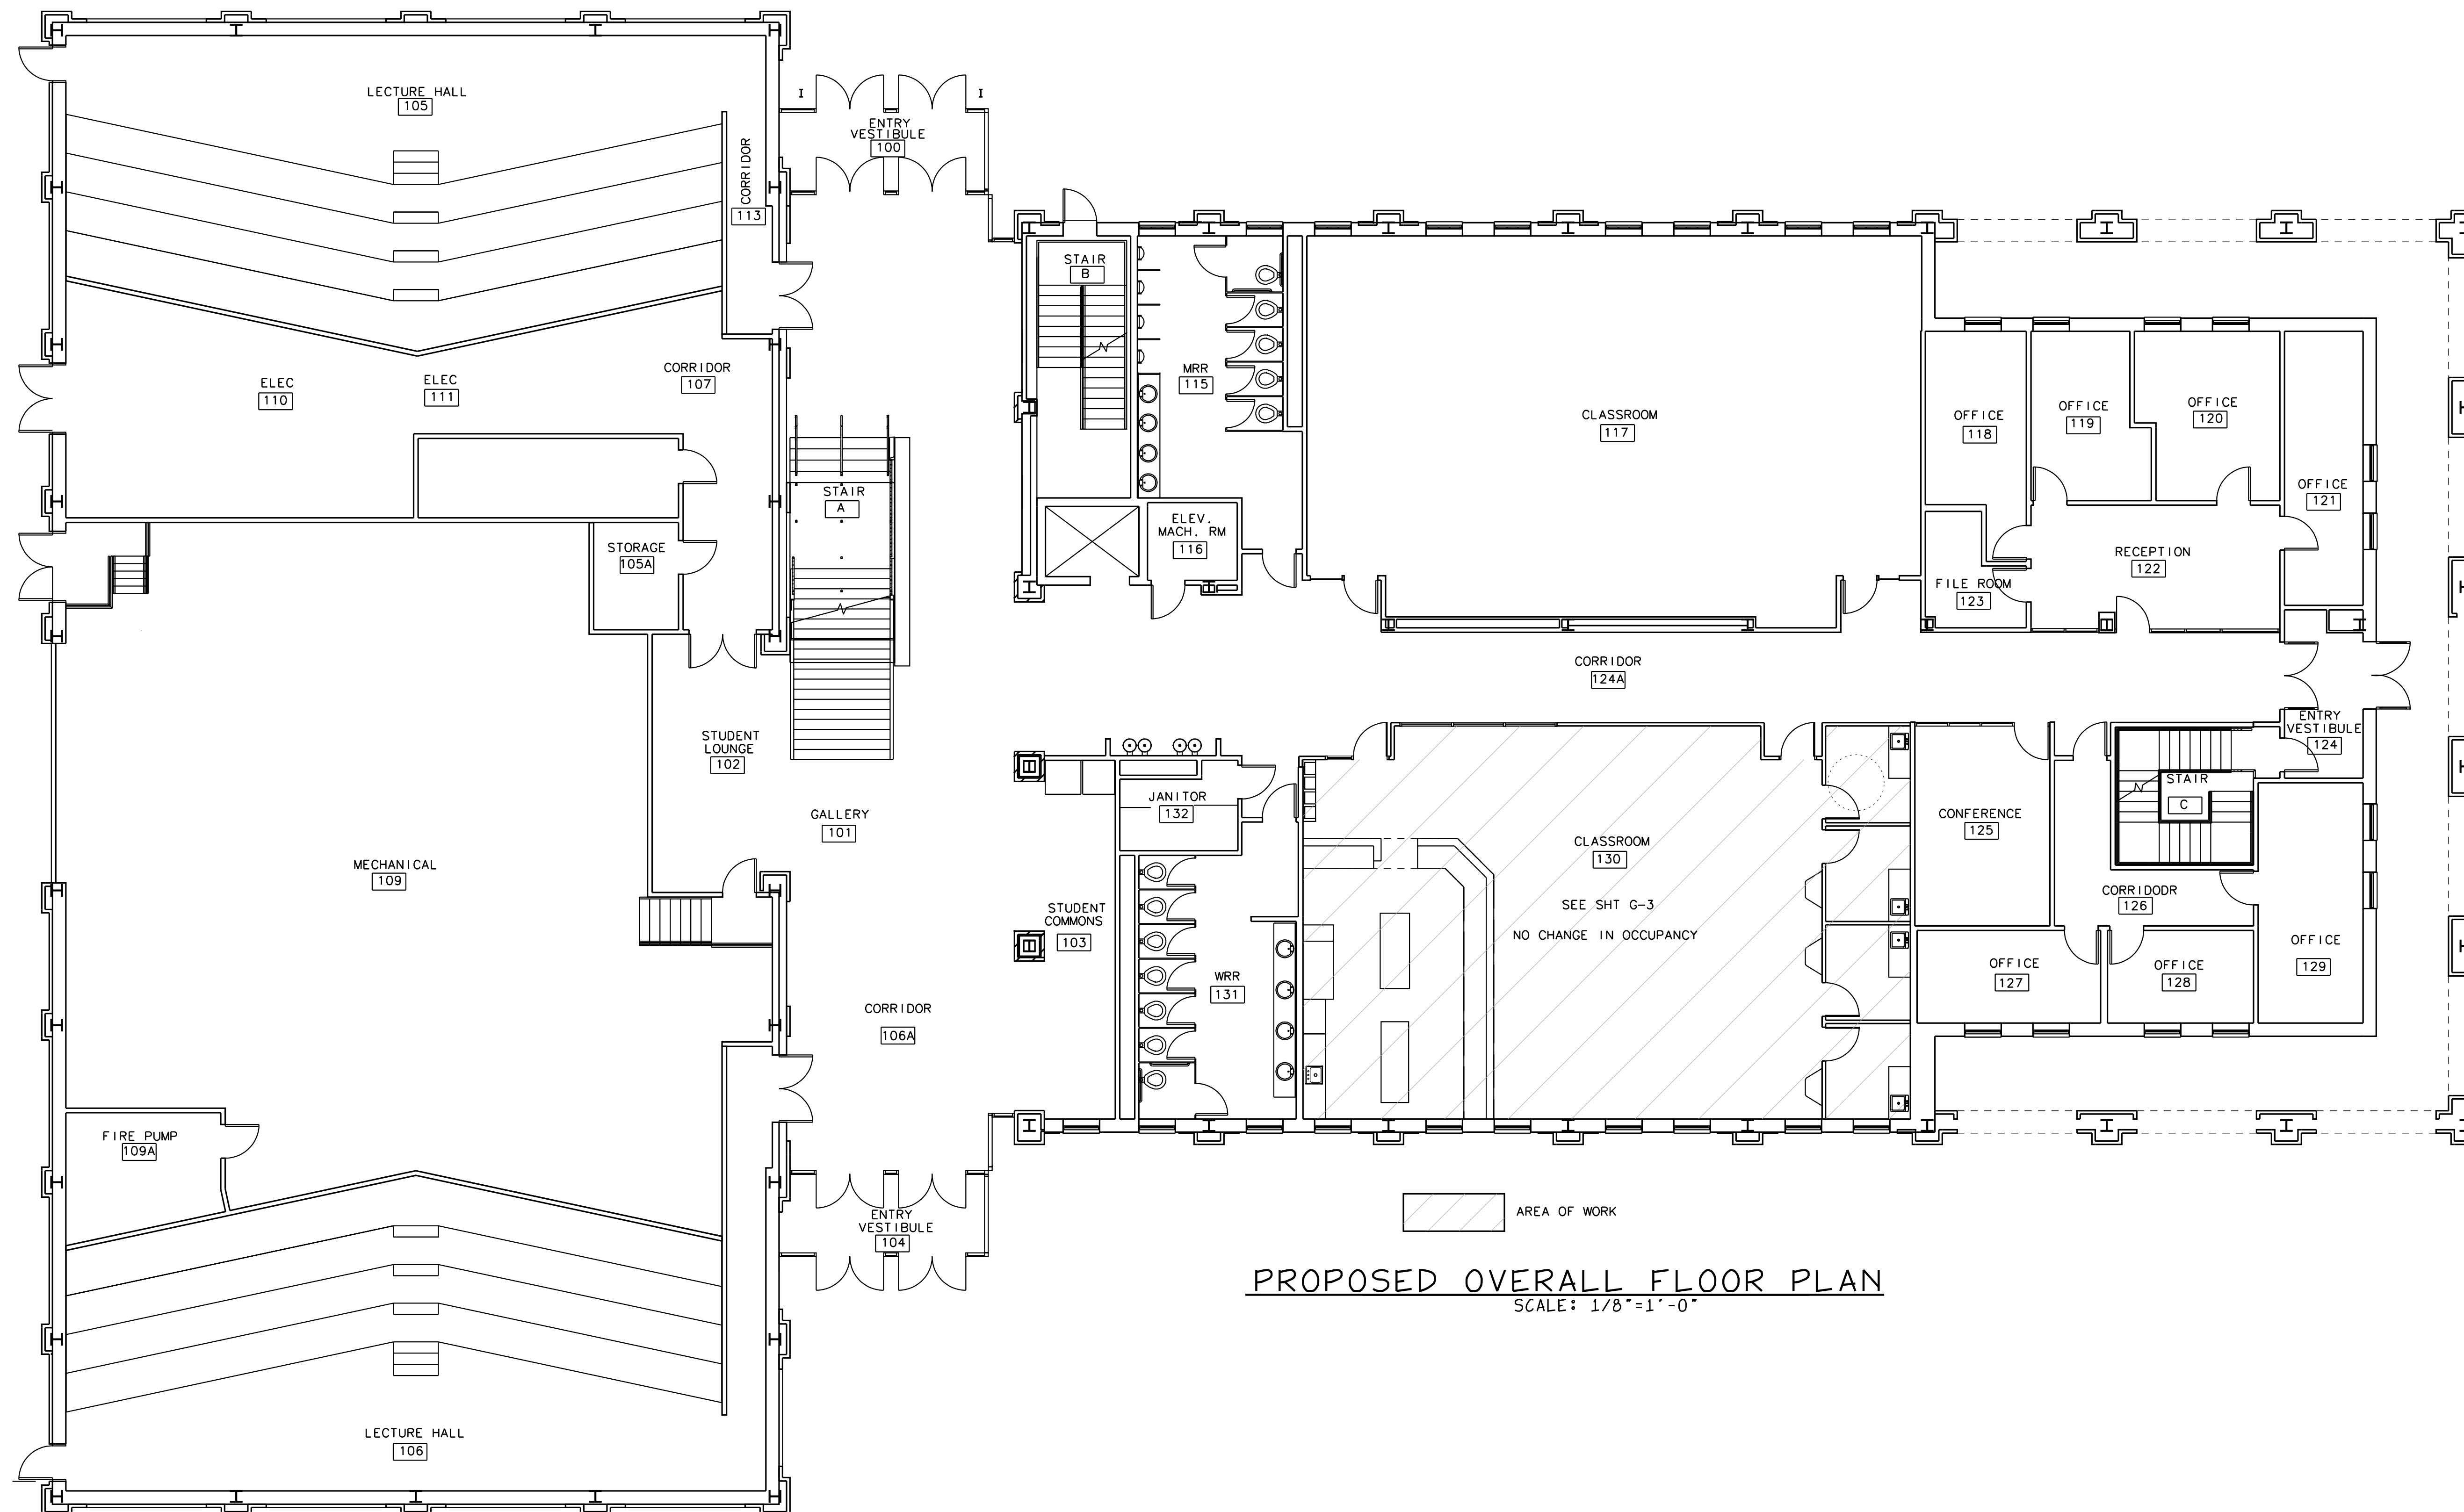 LECTURE HALL
105
CORRIDOR
113
ENTRY
VESTIBULE
100
STAIR
B
MRR
115
ELEC
110
ELEC
111
CORRIDOR
107
CLASSROOM
117
OFFICE
118
OFFICE
119
OFFICE
120
OFFICE
121
STAIR
A
STORAGE
105A
ELEV.
MACH. RM
116
RECEPTION
122
FILE ROOM
123
CORRIDOR
124A
STUDENT
LOUNGE
102
ENTRY
VESTIBULE
124
STAIR
C
GALLERY
101
JANITOR
132
CLASSROOM
130
SEE SHT G-3
NO CHANGE IN OCCUPANCY
CONFERENCE
125
MECHANICAL
109
CORRIDODR
126
STUDENT
COMMONS
103
WRR
131
OFFICE
127
OFFICE
128
OFFICE
129
CORRIDOR
106A
FIRE PUMP
109A
ENTRY
VESTIBULE
104
AREA OF WORK
PROPOSED OVERALL FLOOR PLAN
SCALE: 1/8"=1'-0"
LECTURE HALL
106